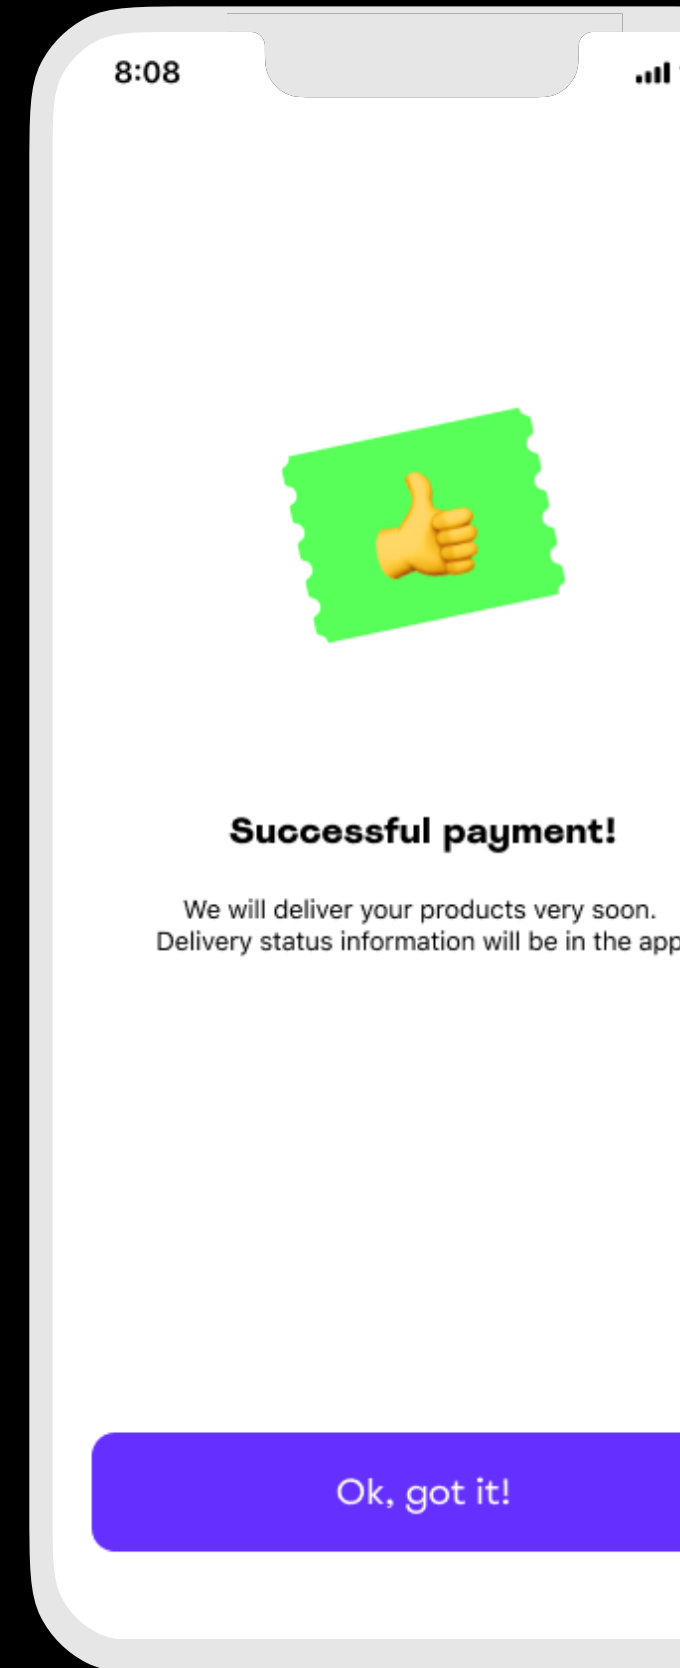 8:08
Successful payment!
We will deliver your products very soon.
Delivery status information will be in the app
Ok, got it!